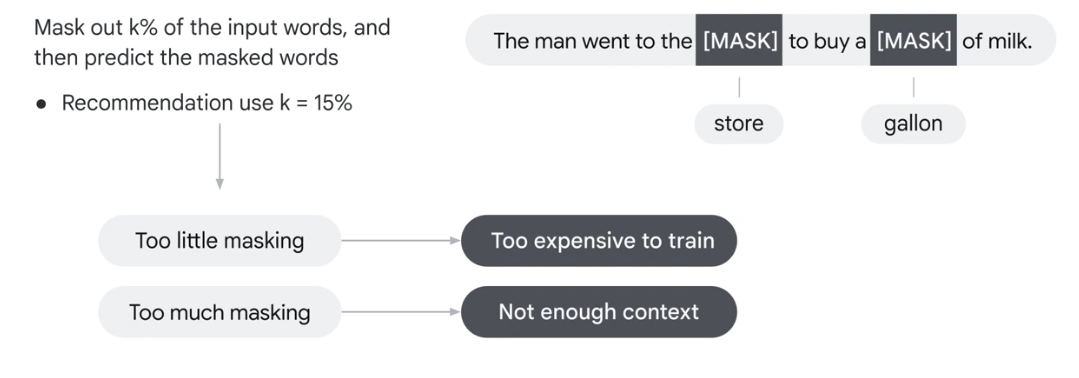 Mask out k% of the input words, and
then predict the masked words
● Recommendation use k = 15%
The man went to the [MASK] to buy a [MASK] of milk.
store
gallon
Too little masking
Too expensive to train
Too much masking
Not enough context